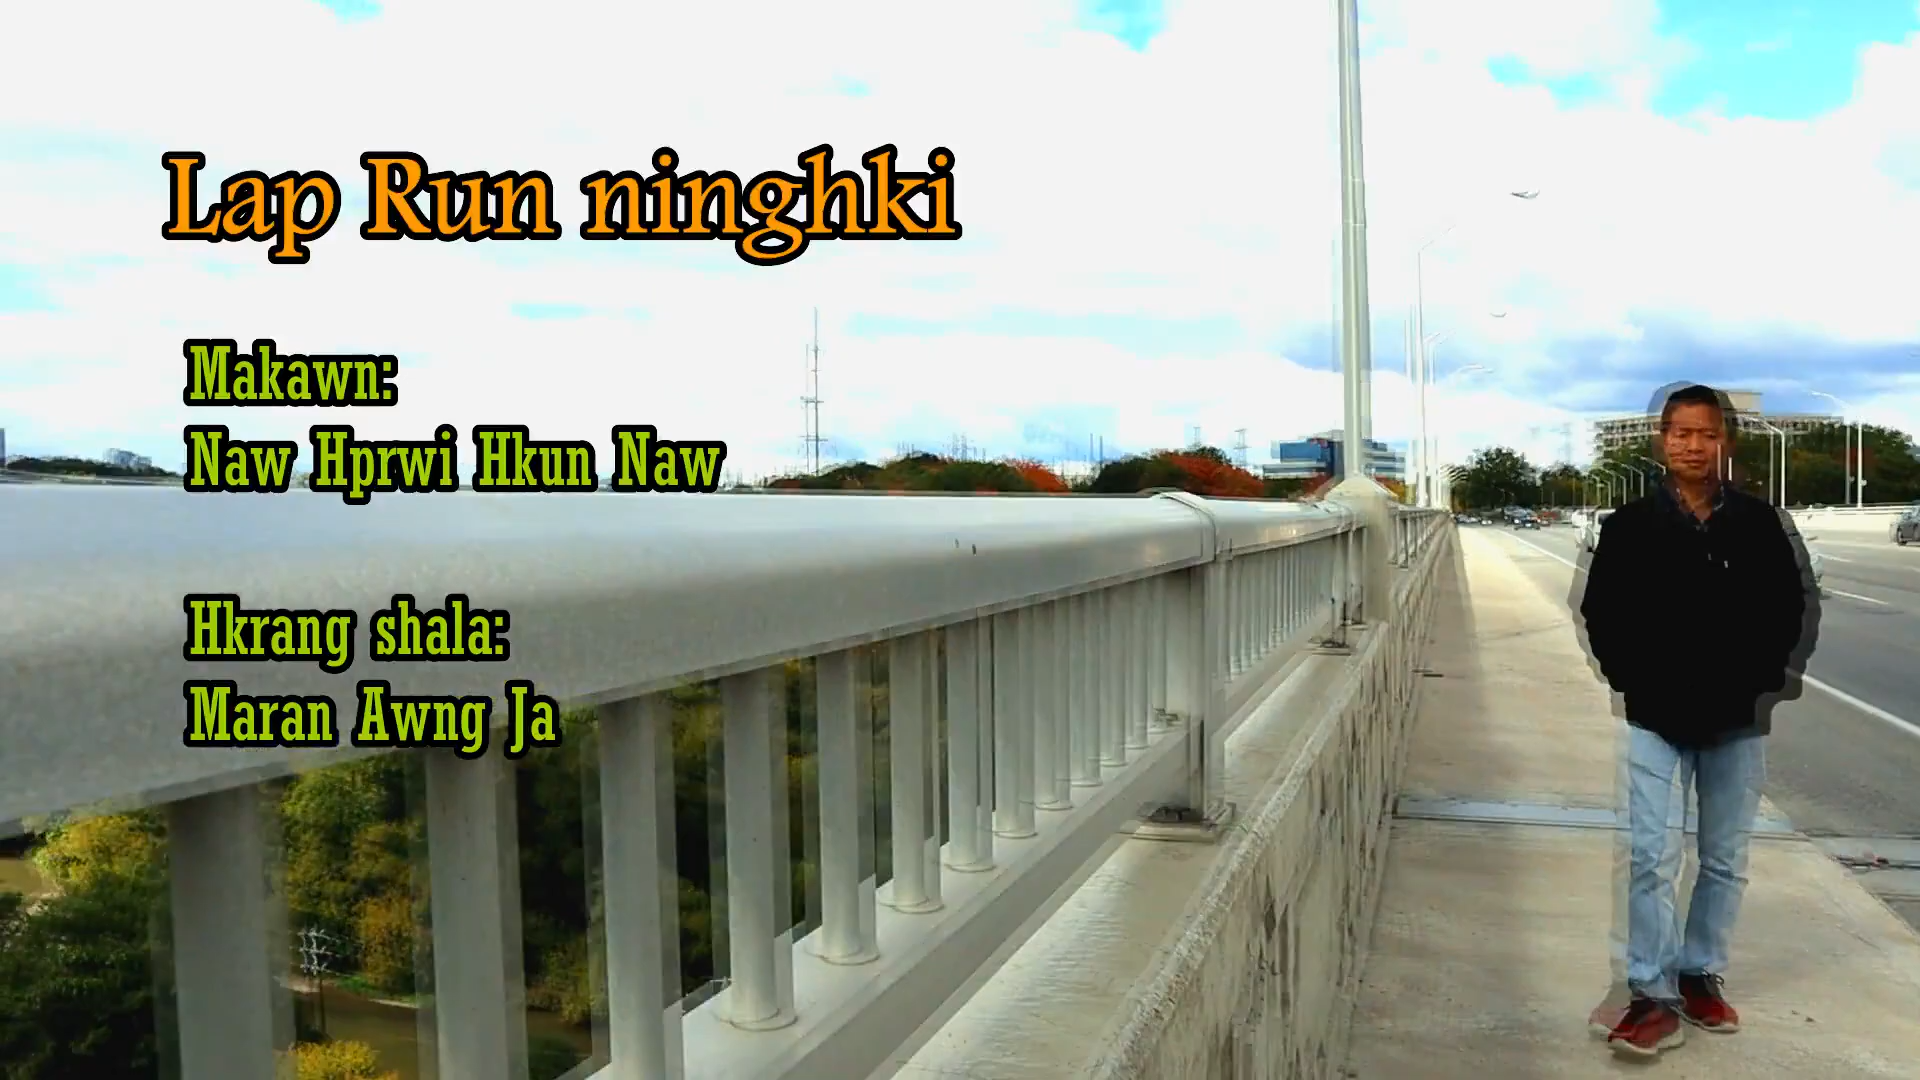 Lap Run ninghki
Makawn:
Naw Hprwi Hkun Naw
Hkrang shala:
Maran Awng Ja